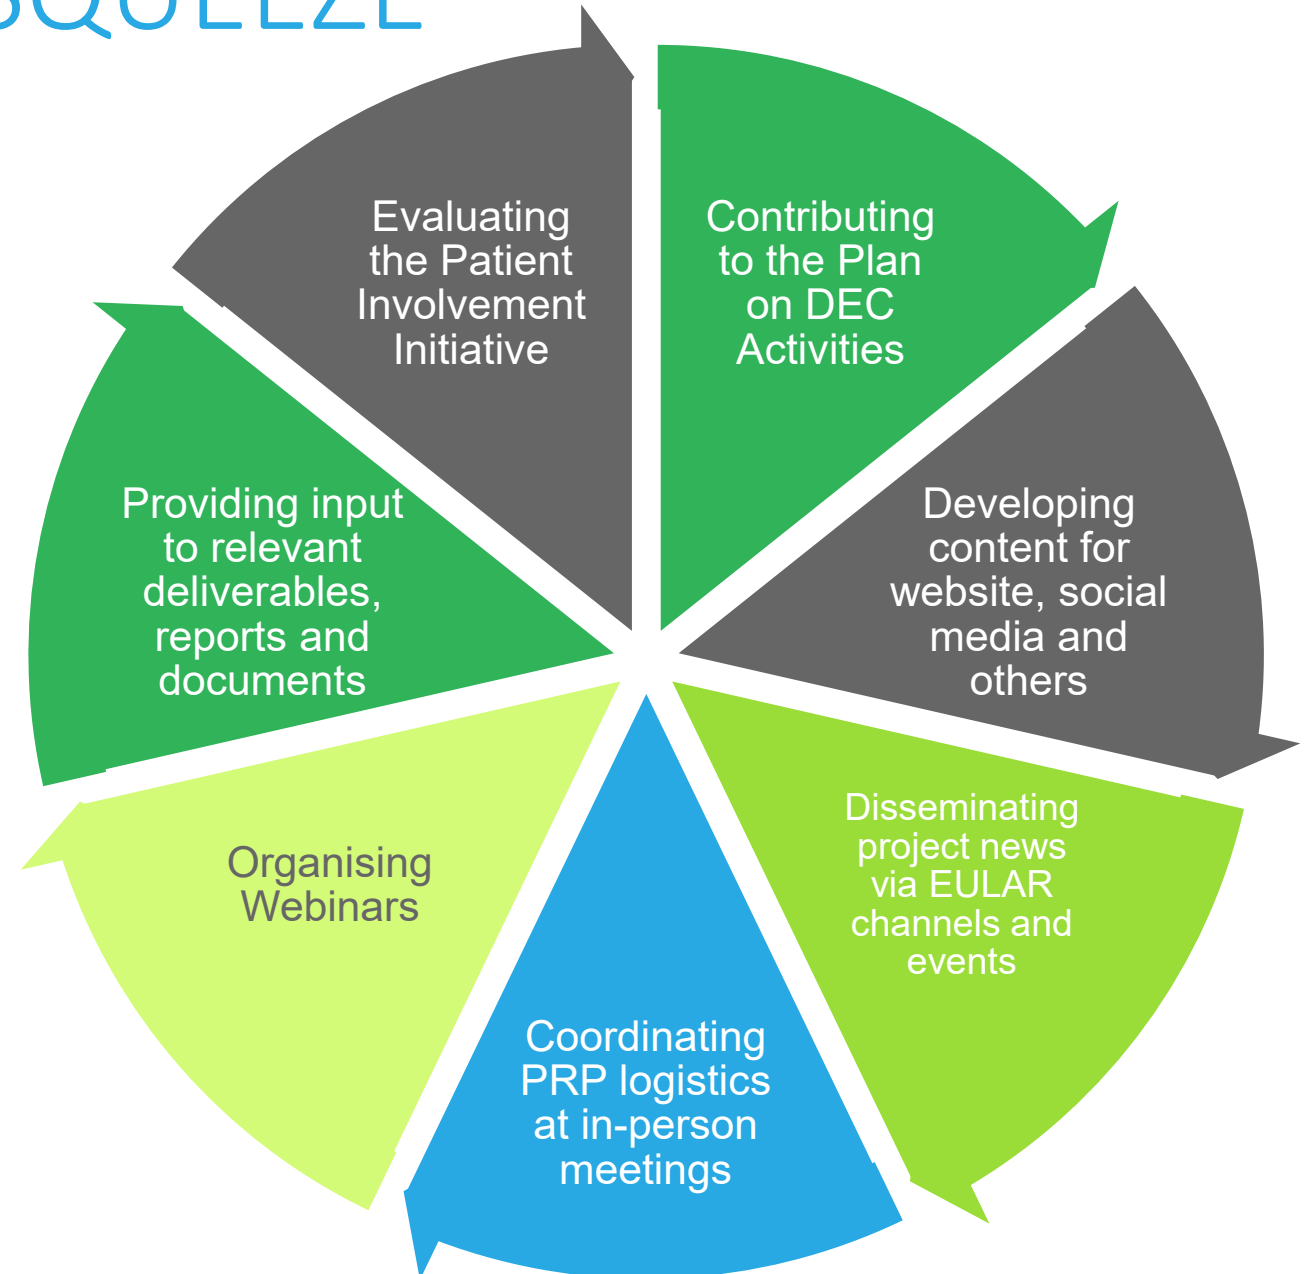 SQUEEZE
Evaluating
the Patient
Involvement
Initiative
Contributing
to the Plan
on DEC
Activities
Developing
content for
website, social
media and
others
Disseminating
project news
via EULAR
channels and
events
Coordinating
PRP logistics
at in-person
meetings
Organising
Webinars
Providing input
to relevant
deliverables,
reports and
documents